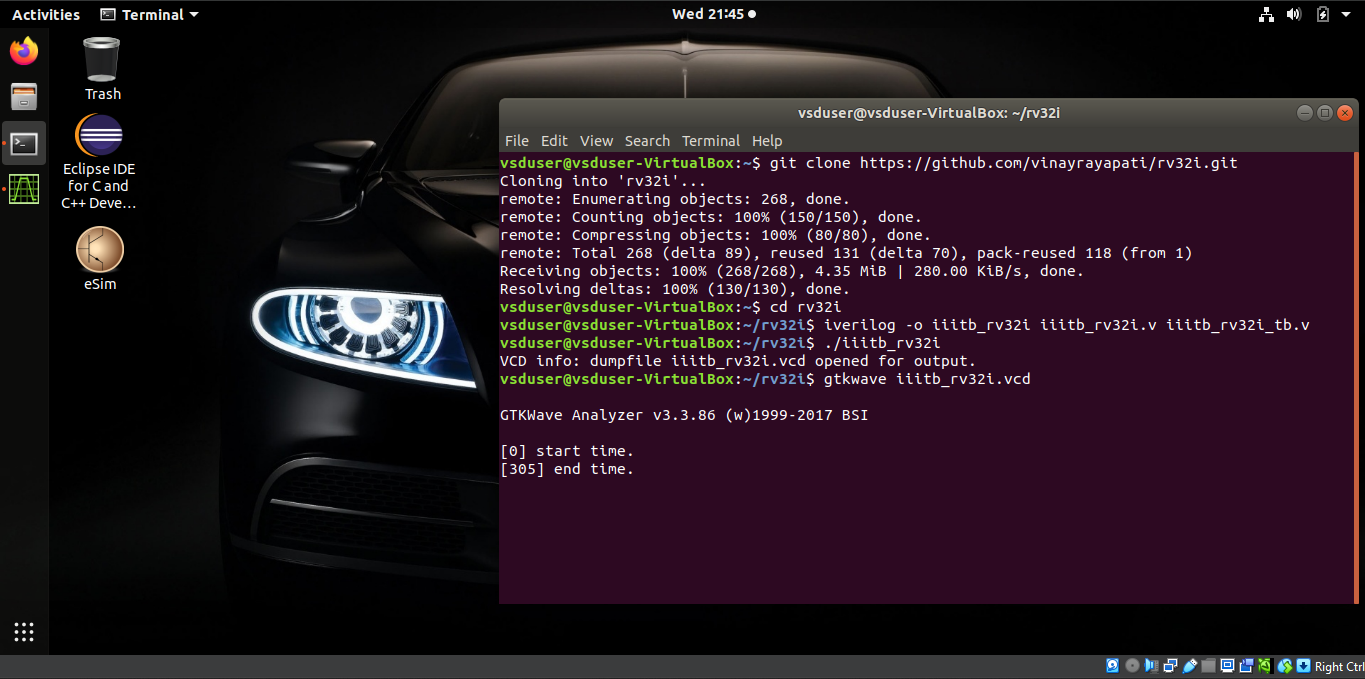 Activities
Terminal
Wed 21:45
Trash
Eclipse IDE
for C and
C++ Deve…
eSim
vsduser@vsduser-VirtualBox: ~/rv32i
File Edit View Search Terminal Help
vsduser@vsduser-VirtualBox:~$ git clone https://github.com/vinayrayapati/rv32i.git
Cloning into 'rv32i'...
remote: Enumerating objects: 268, done.
remote: Counting objects: 100% (150/150), done.
remote: Compressing objects: 100% (80/80), done.
remote: Total 268 (delta 89), reused 131 (delta 70), pack-reused 118 (from 1)
Receiving objects: 100% (268/268), 4.35 MiB | 280.00 KiB/s, done.
Resolving deltas: 100% (130/130), done.
vsduser@vsduser-VirtualBox:~$ cd rv32i
vsduser@vsduser-VirtualBox:~/rv32i$ iverilog -o iiitb_rv32i iiitb_rv32i.v iiitb_rv32i_tb.v
vsduser@vsduser-VirtualBox:~/rv32i$ ./iiitb_rv32i
VCD info: dumpfile iiitb_rv32i.vcd opened for output.
vsduser@vsduser-VirtualBox:~/rv32i$ gtkwave iiitb_rv32i.vcd
GTKWave Analyzer v3.3.86 (w)1999-2017 BSI
[0] start time.
[305] end time.
Right Ctrl